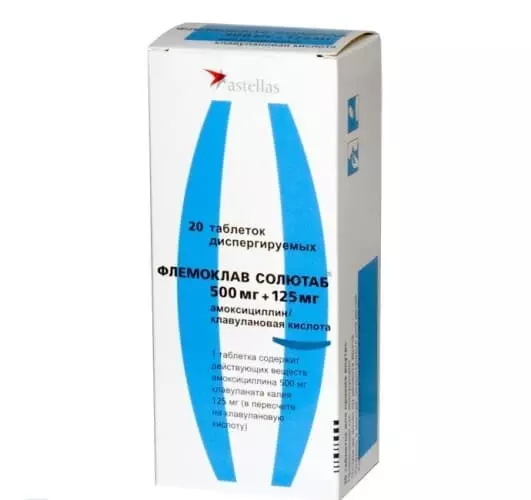 astellas
20 таблеток
диспергируемых
ФЛЕМОКЛАВ СОЛЮТАБ®
500 мг + 125 мг
амоксициллин/
клавулановая кислота
1 таблетка содержит
действующих веществ
амоксициллина 500 мг
клавуланата калия
125 мг (в пересчете
на клавулановую
кислоту)